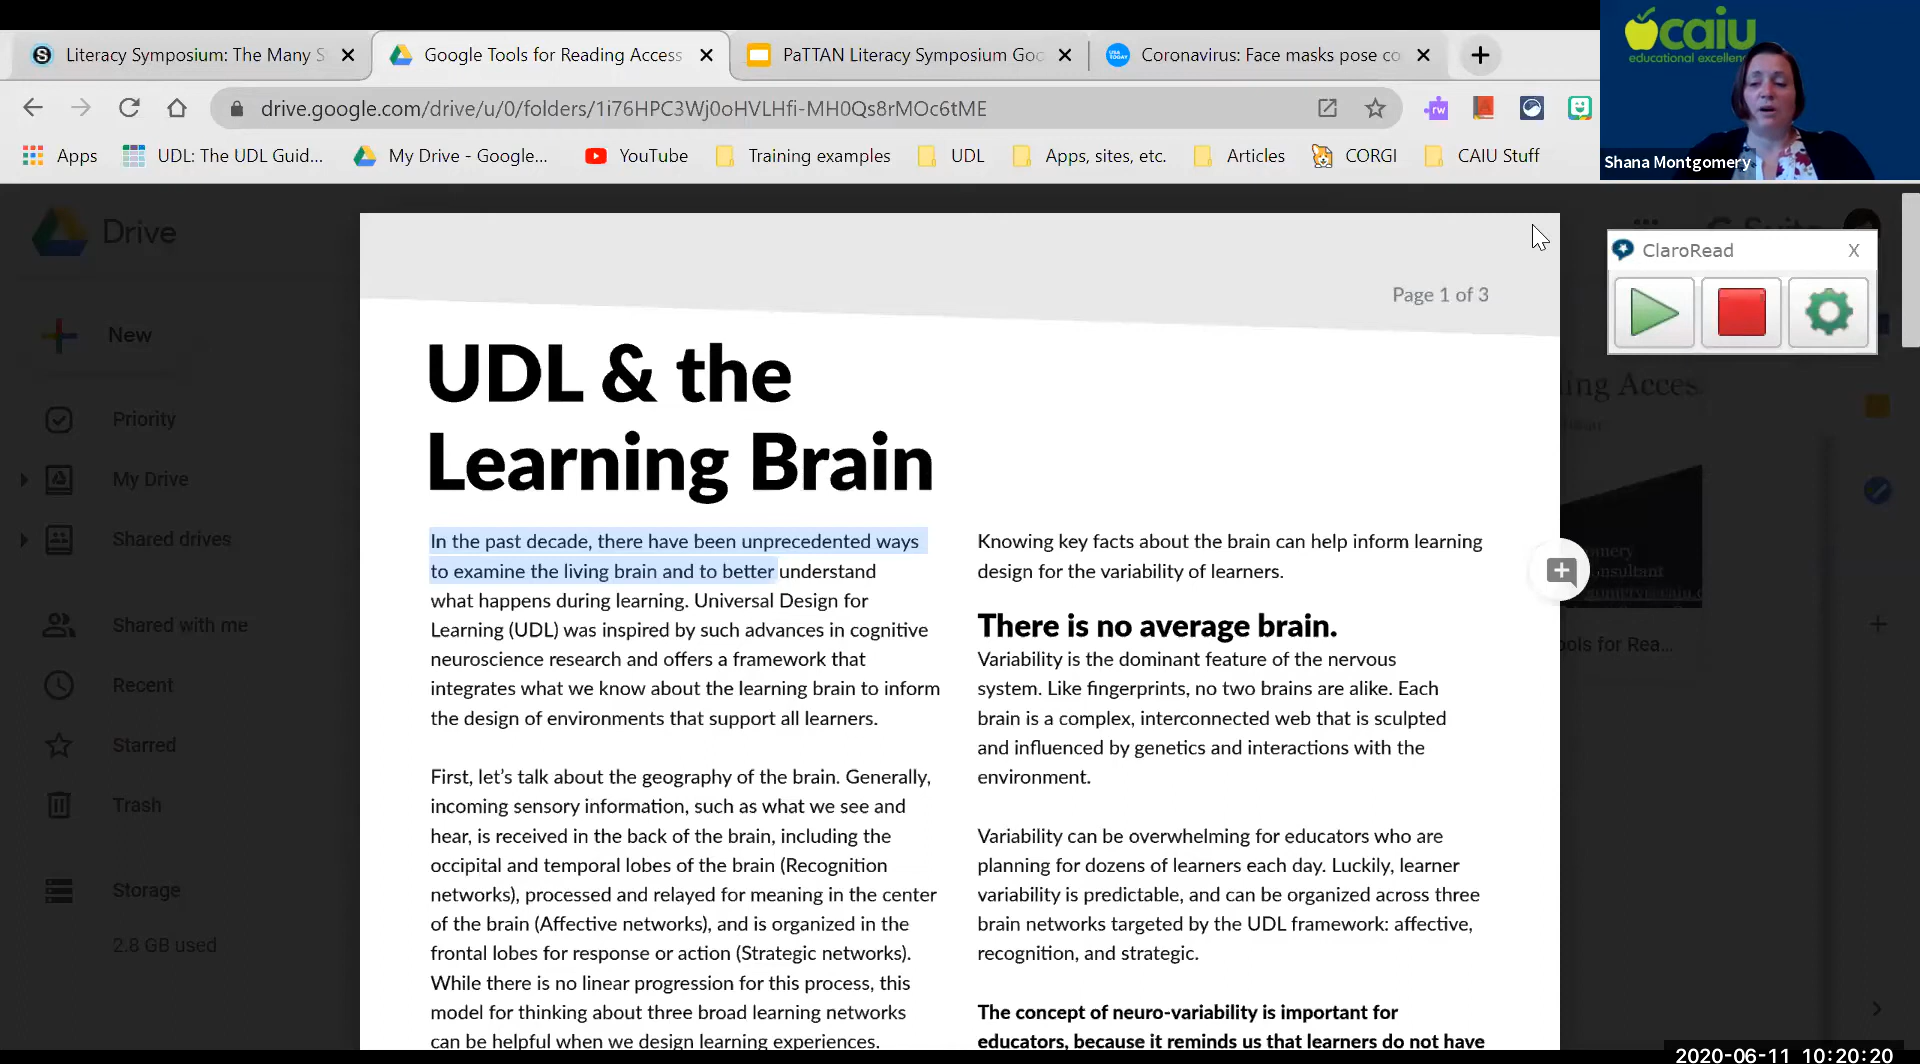 Literacy Symposium: The Many S
Google Tools for Reading Access
PaTTAN Literacy Symposium Goo
Coronavirus: Face masks pose co
caiu
educational excellen
drive.google.com/drive/u/0/folders/1i76HPC3Wj0oHVLHfi-MH0Qs8rMOc6tME
rw
Apps
UDL: The UDL Guid...
My Drive - Google...
YouTube
Training examples
UDL
Apps, sites, etc.
Articles
CORGI
CAIU Stuff
Shana Montgomery
Drive
ClaroRead
X
New
Priority
My Drive
Shared drives
Shared with me
Recent
Starred
Trash
Storage
2.8 GB used
Page 1 of 3
UDL & the
Learning Brain
In the past decade, there have been unprecedented ways
to examine the living brain and to better understand
what happens during learning. Universal Design for
Learning (UDL) was inspired by such advances in cognitive
neuroscience research and offers a framework that
integrates what we know about the learning brain to inform
the design of environments that support all learners.
First, let’s talk about the geography of the brain. Generally,
incoming sensory information, such as what we see and
hear, is received in the back of the brain, including the
occipital and temporal lobes of the brain (Recognition
networks), processed and relayed for meaning in the center
of the brain (Affective networks), and is organized in the
frontal lobes for response or action (Strategic networks).
While there is no linear progression for this process, this
model for thinking about three broad learning networks
can be helpful when we design learning experiences.
Knowing key facts about the brain can help inform learning
design for the variability of learners.
There is no average brain.
Variability is the dominant feature of the nervous
system. Like fingerprints, no two brains are alike. Each
brain is a complex, interconnected web that is sculpted
and influenced by genetics and interactions with the
environment.
Variability can be overwhelming for educators who are
planning for dozens of learners each day. Luckily, learner
variability is predictable, and can be organized across three
brain networks targeted by the UDL framework: affective,
recognition, and strategic.
The concept of neuro-variability is important for
educators, because it reminds us that learners do not have
ing Acces.
ools for Rea...
2020-06-11 10:20:20